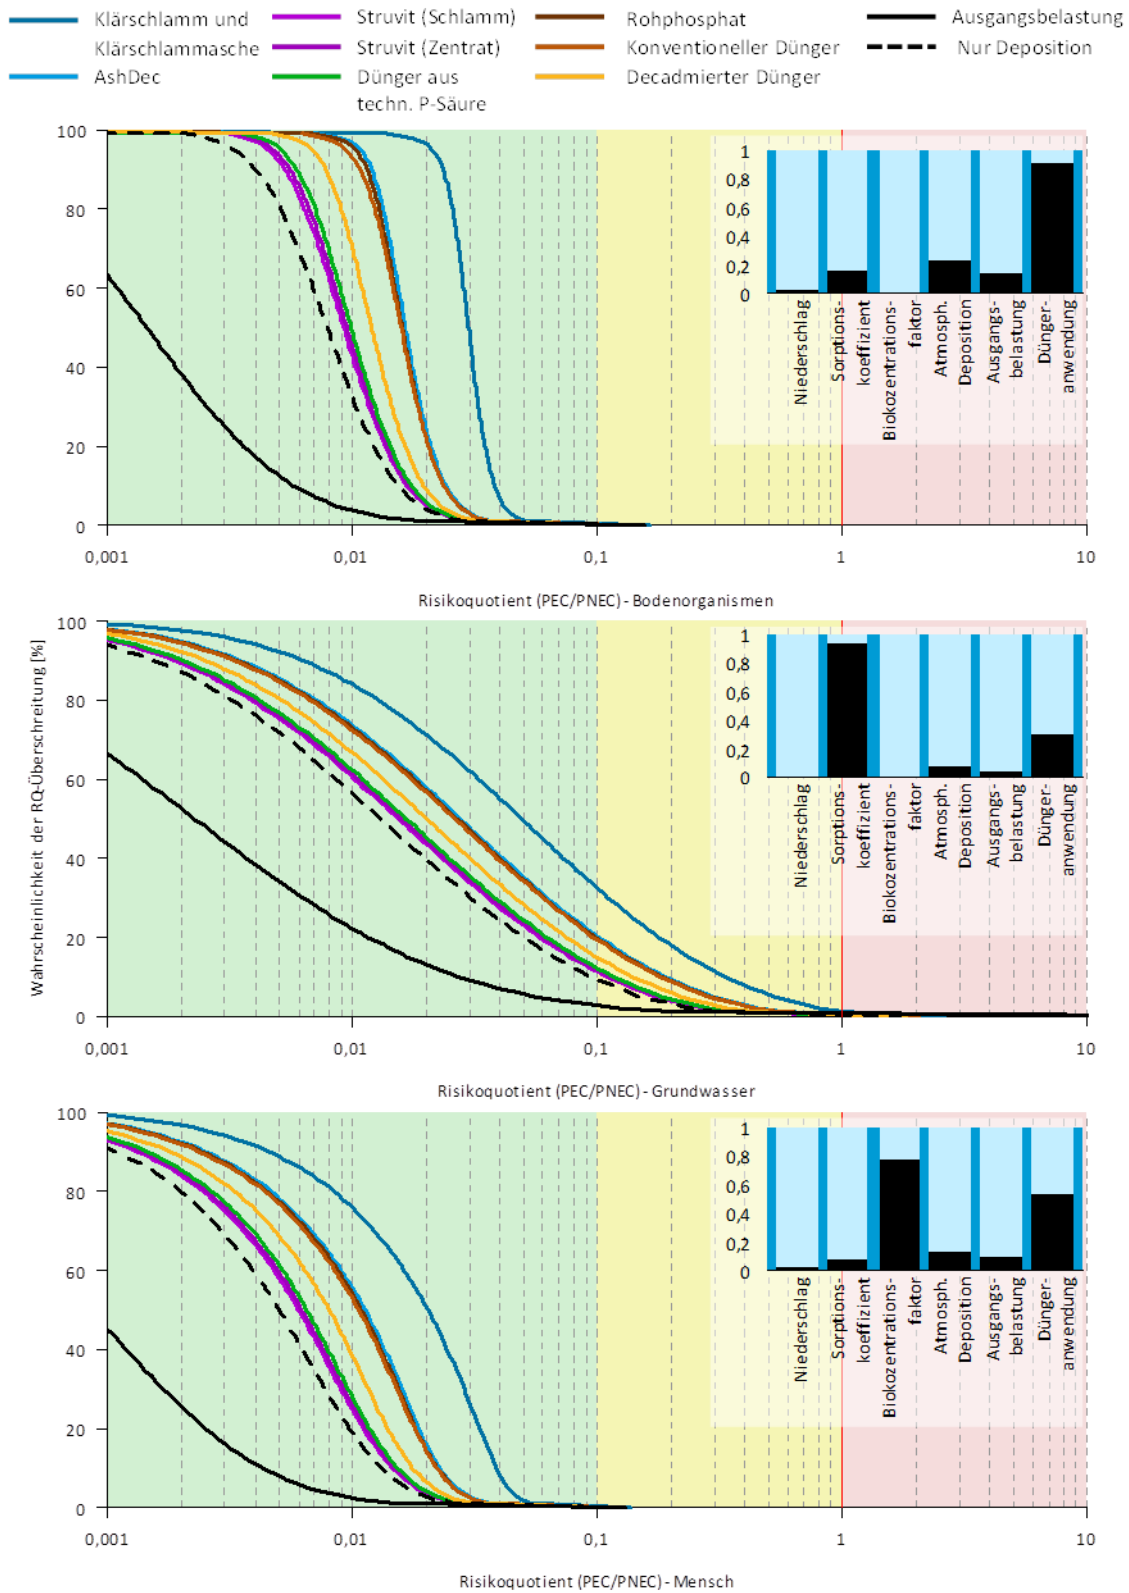 Klärschlamm und
Klärschlammasche
AshDec
Struvit (Schlamm)
Struvit (Zentrat)
Dünger aus
techn. P-Säure
Rohphosphat
Konventioneller Dünger
Decadmierter Dünger
Ausgangsbelastung
Nur Deposition
Wahrscheinlichkeit der RQ-Überschreitung [%]
100
80
60
40
20
0
0,001
0,01
0,1
1
10
1
0,8
0,6
0,4
0,2
0
Niederschlag
Sorptions-
koeffizient
Biokozentrations-
faktor
Atmosph.
Deposition
Ausgangs-
belastung
Dünger-
anwendung
Risikoquotient (PEC/PNEC) - Bodenorganismen
100
80
60
40
20
0
0,001
0,01
0,1
1
10
1
0,8
0,6
0,4
0,2
0
Niederschlag
Sorptions-
koeffizient
Biokozentrations-
faktor
Atmosph.
Deposition
Ausgangs-
belastung
Dünger-
anwendung
Risikoquotient (PEC/PNEC) - Grundwasser
100
80
60
40
20
0
0,001
0,01
0,1
1
10
1
0,8
0,6
0,4
0,2
0
Niederschlag
Sorptions-
koeffizient
Biokozentrations-
faktor
Atmosph.
Deposition
Ausgangs-
belastung
Dünger-
anwendung
Risikoquotient (PEC/PNEC) - Mensch